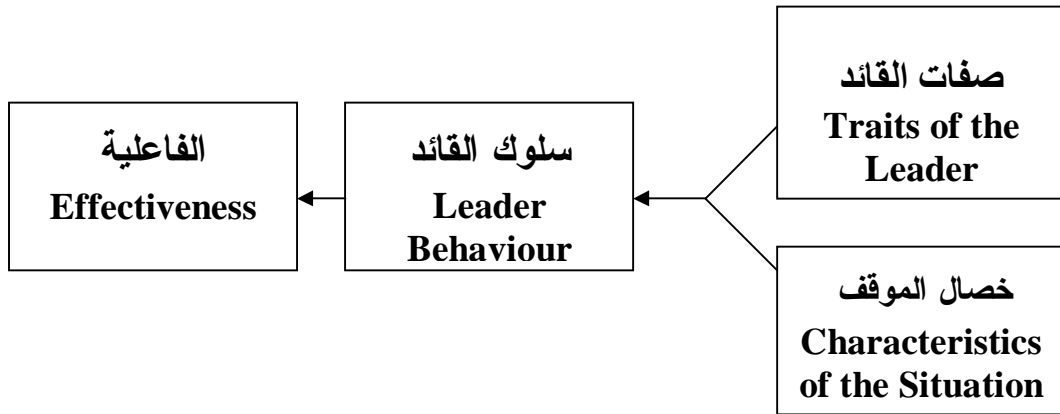 صفات القائد
Traits of the
Leader
سلوك القائد
Leader
Behaviour
الفاعلية
Effectiveness
خصال الموقف
Characteristics
of the Situation